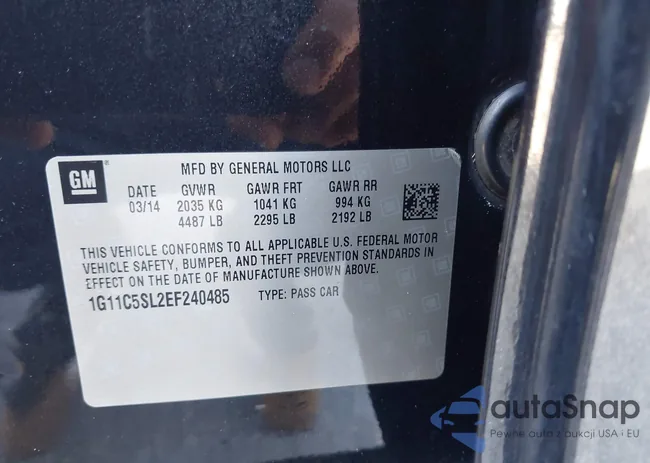 GM
MFD BY GENERAL MOTORS LLC
DATE GVWR GAWR FRT GAWR RR
03/14 2035 KG 1041 KG 994 KG
4487 LB 2295 LB 2192 LB
THIS VEHICLE CONFORMS TO ALL APPLICABLE U.S. FEDERAL MOTOR
VEHICLE SAFETY, BUMPER, AND THEFT PREVENTION STANDARDS IN
EFFECT ON THE DATE OF MANUFACTURE SHOWN ABOVE.
1G11C5SL2EF240485 TYPE: PASS CAR
autaSnap
Pewne auta z aukcji USA i EU